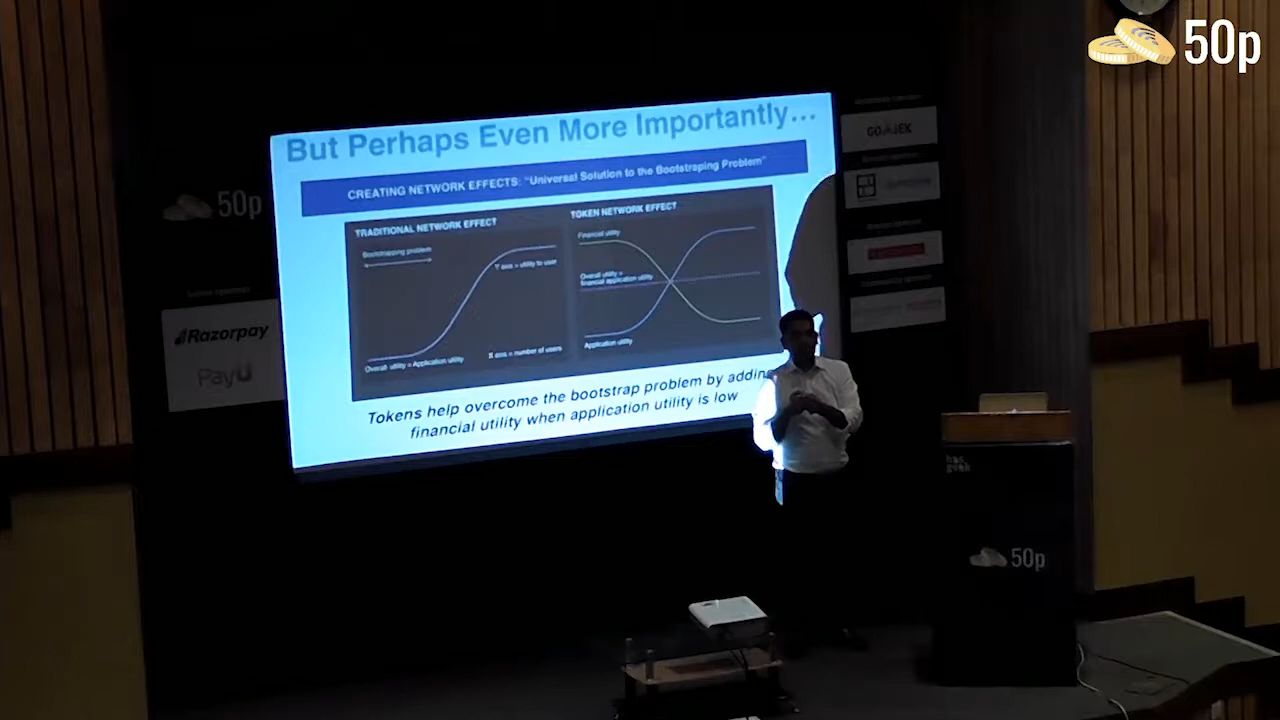 50p
But Perhaps Even More Importantly...
CREATING NETWORK EFFECTS: "Universal Solution to the Bootstraping Problem"
TRADITIONAL NETWORK EFFECT
Bootstrapping problem
Y axis = utility to user
Overall utility = Application utility
X axis = number of users
TOKEN NETWORK EFFECT
Financial utility
Overall utility =
financial application utility
Application utility
Tokens help overcome the bootstrap problem by adding
financial utility when application utility is low
50p
Razorpay
PayU
GOJEK
has
geek
50p